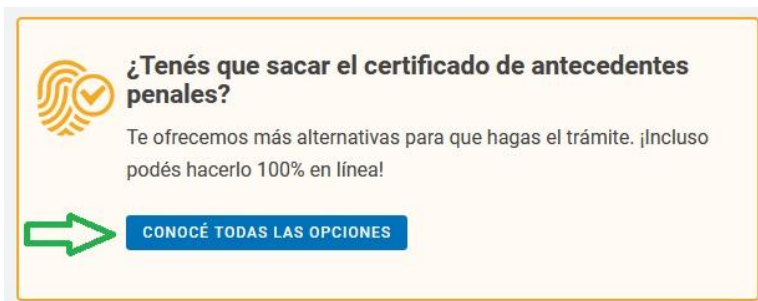 ¿Tenés que sacar el certificado de antecedentes
penales?
Te ofrecemos más alternativas para que hagas el trámite. ¡Incluso
podés hacerlo 100% en línea!
CONOCÉ TODAS LAS OPCIONES